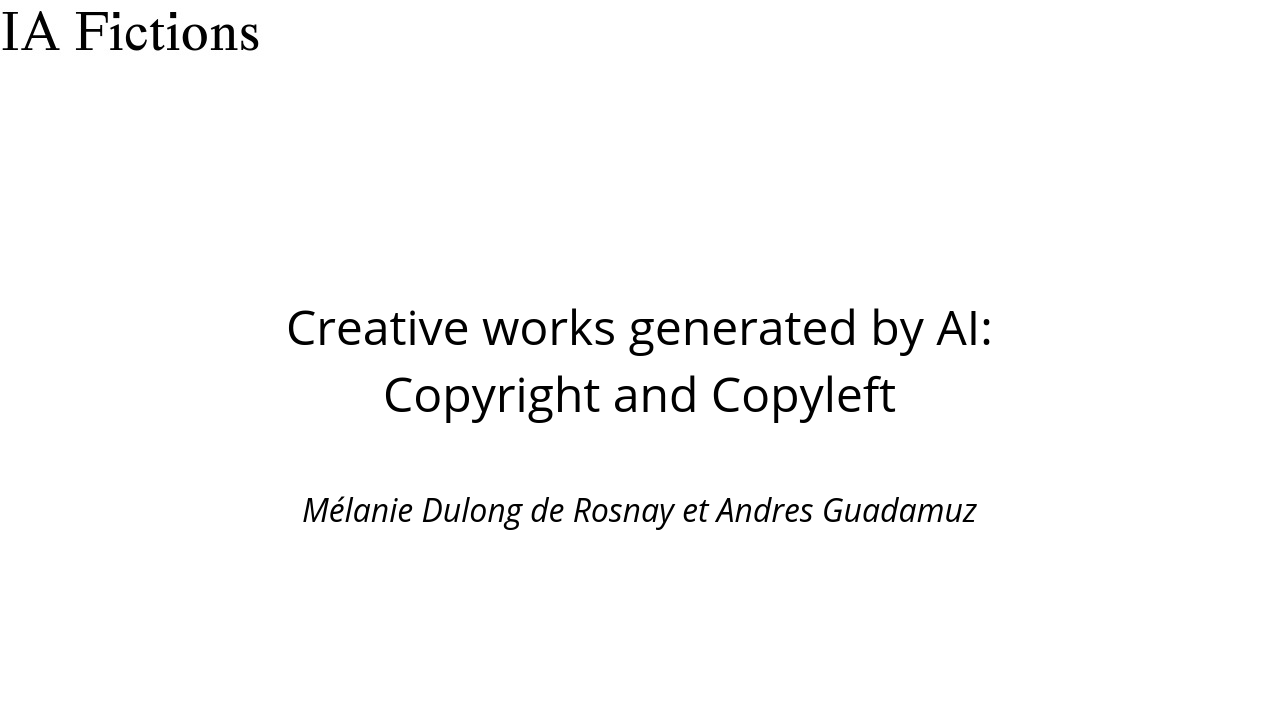 IA Fictions
Creative works generated by AI:
Copyright and Copyleft
Mélanie Dulong de Rosnay et Andres Guadamuz